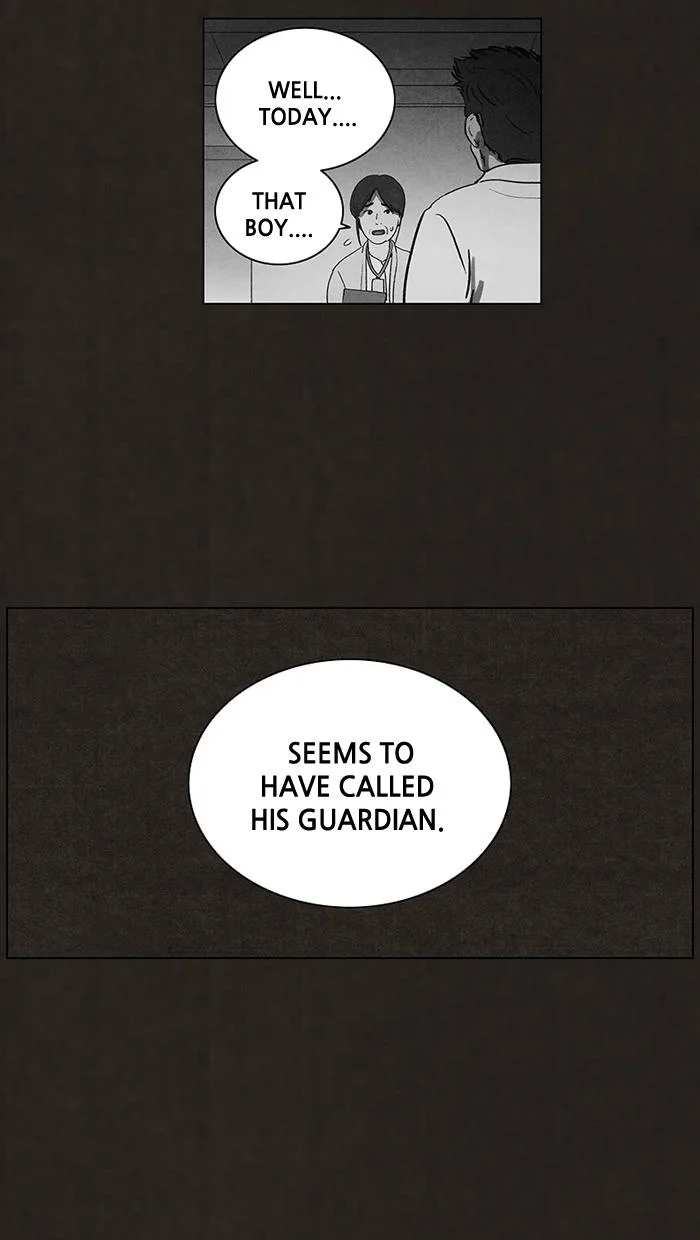 WELL...
TODAY....
THAT
BOY....
SEEMS TO
HAVE CALLED
HIS GUARDIAN.